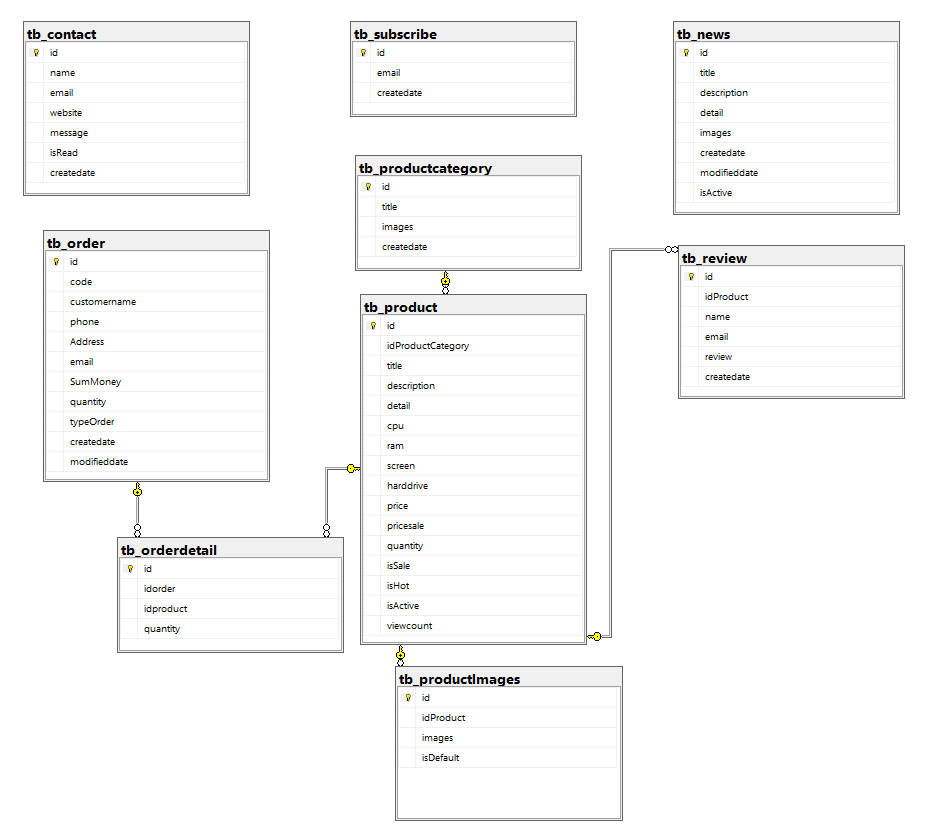 tb_contact
id
name
email
website
message
isRead
createdate
tb_subscribe
id
email
createdate
tb_news
id
title
description
detail
images
createdate
modifieddate
isActive
tb_productcategory
id
title
images
createdate
tb_order
id
code
customername
phone
Address
email
SumMoney
quantity
typeOrder
createdate
modifieddate
tb_product
id
idProductCategory
title
description
detail
cpu
ram
screen
harddrive
price
pricesale
quantity
isSale
isHot
isActive
viewcount
tb_review
id
idProduct
name
email
review
createdate
tb_orderdetail
id
idorder
idproduct
quantity
tb_productImages
id
idProduct
images
isDefault